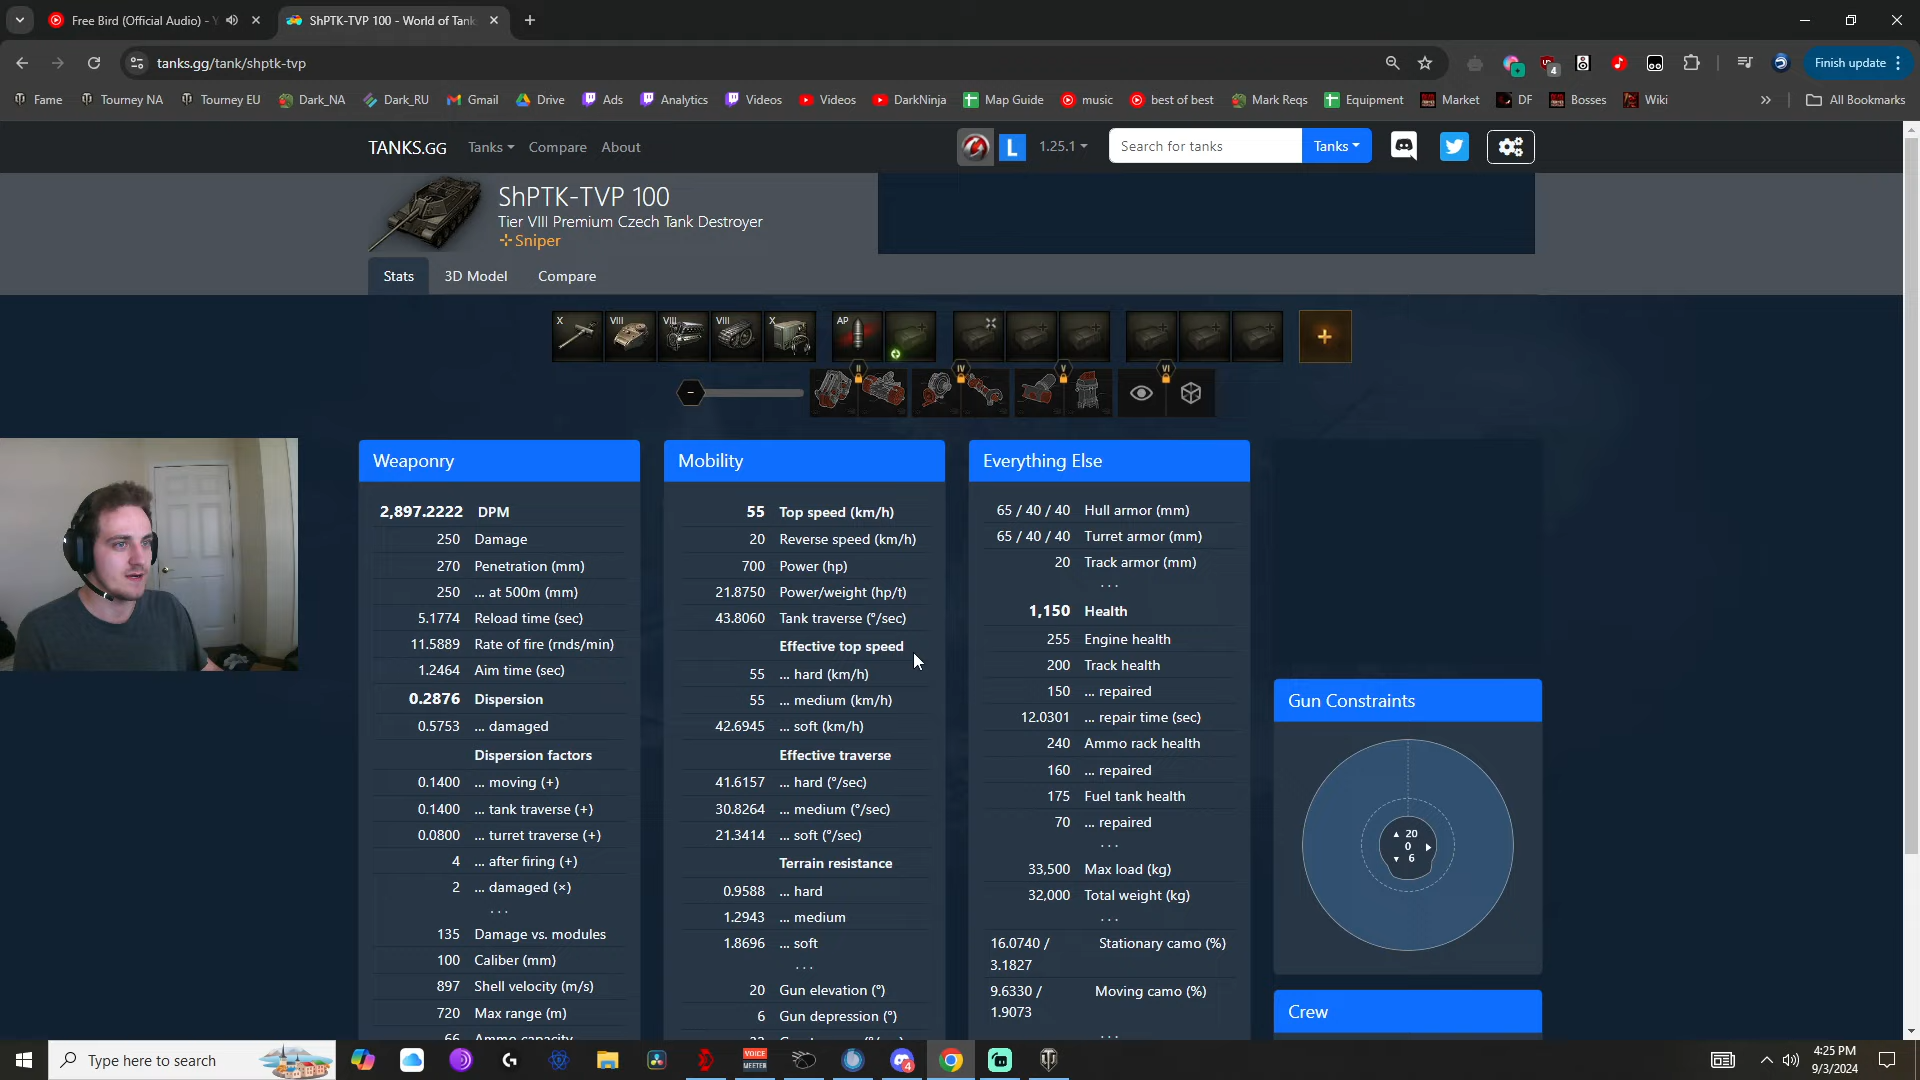 Free Bird (Official Audio) - Y
ShPTK-TVP 100 - World of Tank
tanks.gg/tank/shptk-tvp
4
Finish update
Fame
Tourney NA
Tourney EU
Dark_NA
Dark_RU
Gmail
Drive
Ads
Analytics
Videos
Videos
DarkNinja
Map Guide
music
best of best
Mark Reqs
Equipment
Market
DF
Bosses
Wiki
All Bookmarks
TANKS.GG
Tanks
Compare
About
L
1.25.1
Search for tanks
Tanks
ShPTK-TVP 100
Tier VIII Premium Czech Tank Destroyer
Sniper
Stats
3D Model
Compare
X
VIII
VIII
VIII
X
AP
II
IV
V
VI
Weaponry
2,897.2222 DPM
250 Damage
270 Penetration (mm)
250 ... at 500m (mm)
5.1774 Reload time (sec)
11.5889 Rate of fire (rnds/min)
1.2464 Aim time (sec)
0.2876 Dispersion
0.5753 ... damaged
Dispersion factors
0.1400 ... moving (+)
0.1400 ... tank traverse (+)
0.0800 ... turret traverse (+)
4 ... after firing (+)
2 ... damaged (×)
...
135 Damage vs. modules
100 Caliber (mm)
897 Shell velocity (m/s)
720 Max range (m)
66 Ammo capacity
Mobility
55 Top speed (km/h)
20 Reverse speed (km/h)
700 Power (hp)
21.8750 Power/weight (hp/t)
43.8060 Tank traverse (°/sec)
Effective top speed
55 ... hard (km/h)
55 ... medium (km/h)
42.6945 ... soft (km/h)
Effective traverse
41.6157 ... hard (°/sec)
30.8264 ... medium (°/sec)
21.3414 ... soft (°/sec)
Terrain resistance
0.9588 ... hard
1.2943 ... medium
1.8696 ... soft
...
20 Gun elevation (°)
6 Gun depression (°)
Everything Else
65 / 40 / 40 Hull armor (mm)
65 / 40 / 40 Turret armor (mm)
20 Track armor (mm)
...
1,150 Health
255 Engine health
200 Track health
150 ... repaired
12.0301 ... repair time (sec)
240 Ammo rack health
160 ... repaired
175 Fuel tank health
70 ... repaired
...
33,500 Max load (kg)
32,000 Total weight (kg)
...
16.0740 / 3.1827 Stationary camo (%)
9.6330 / 1.9073 Moving camo (%)
...
Gun Constraints
20
0
6
Crew
Type here to search
VOICE MEETER
4
4:25 PM
9/3/2024